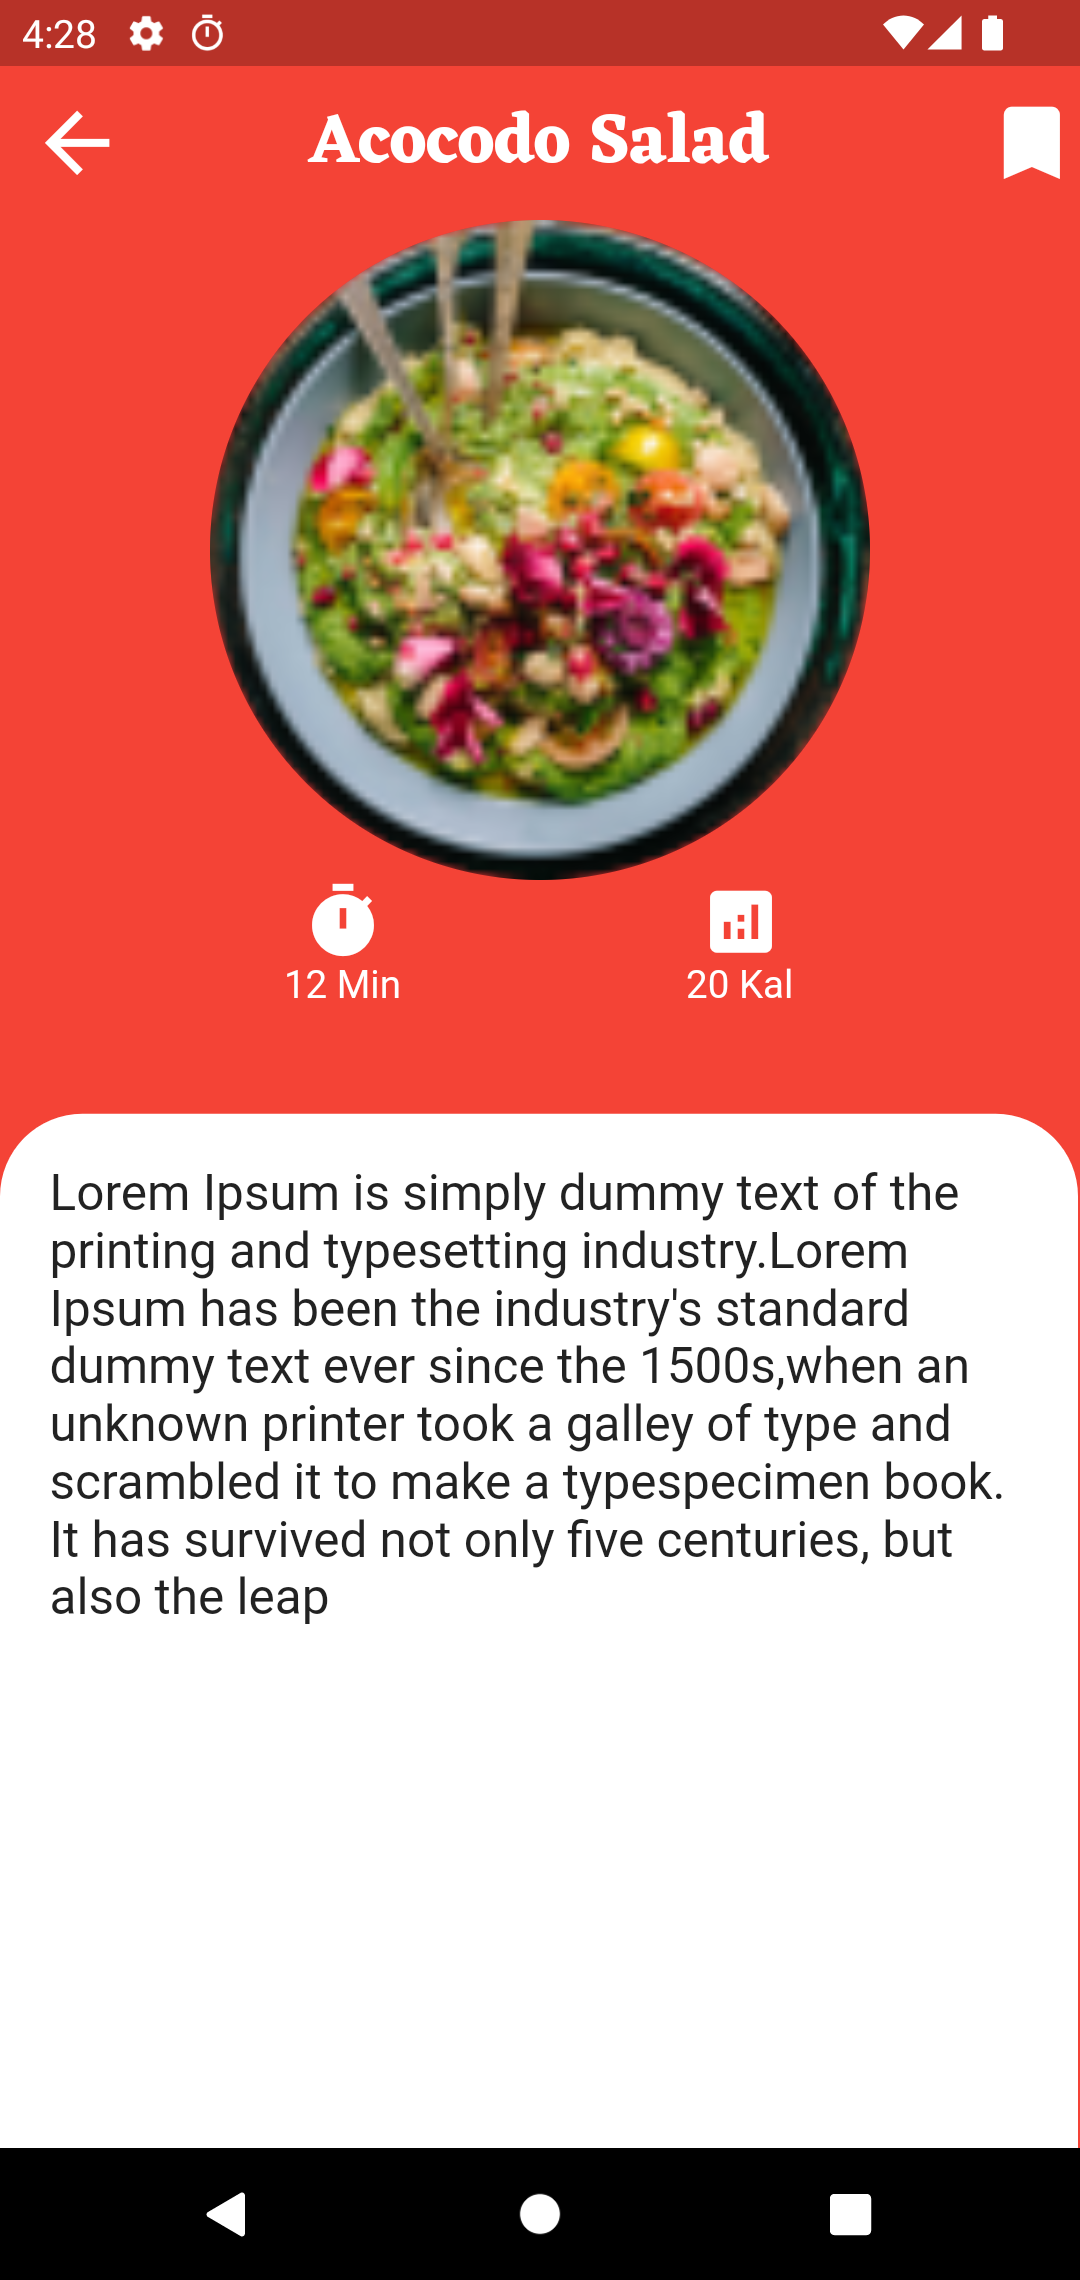 4:28
Acocodo Salad
12 Min
20 Kal
Lorem Ipsum is simply dummy text of the
printing and typesetting industry.Lorem
Ipsum has been the industry's standard
dummy text ever since the 1500s,when an
unknown printer took a galley of type and
scrambled it to make a typespecimen book.
It has survived not only five centuries, but
also the leap